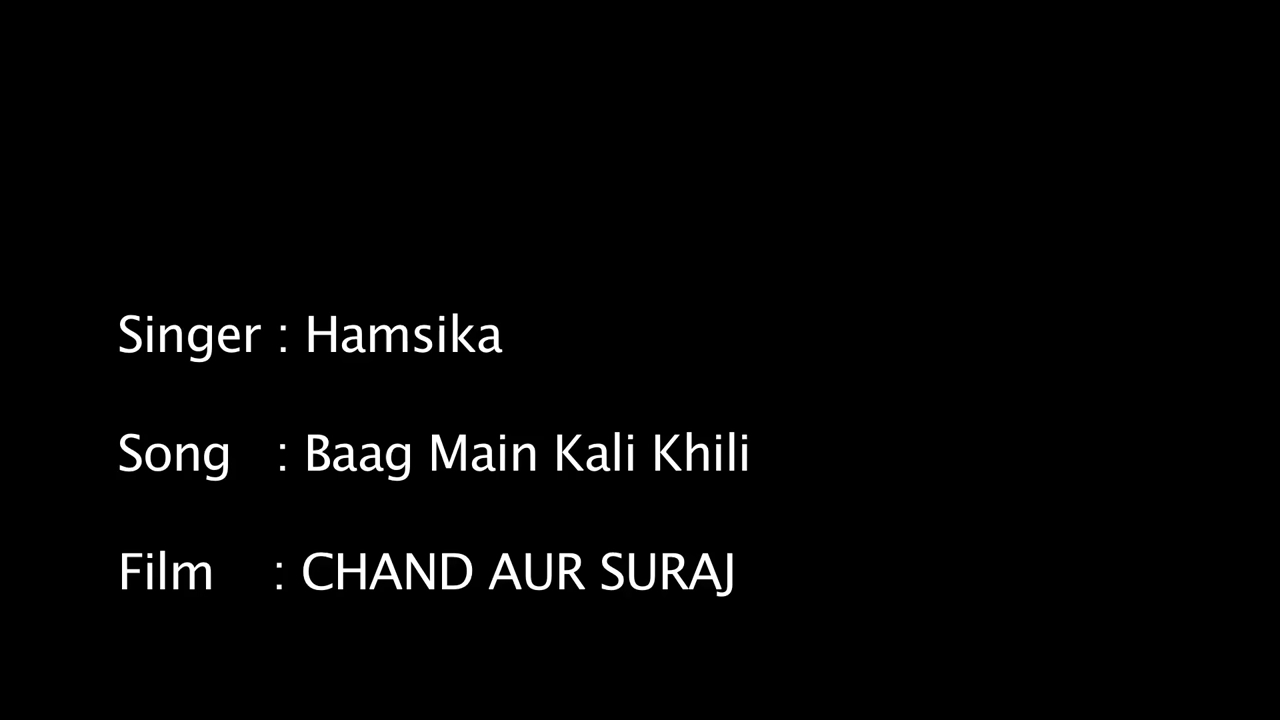 Singer : Hamsika
Song : Baag Main Kali Khili
Film : CHAND AUR SURAJ